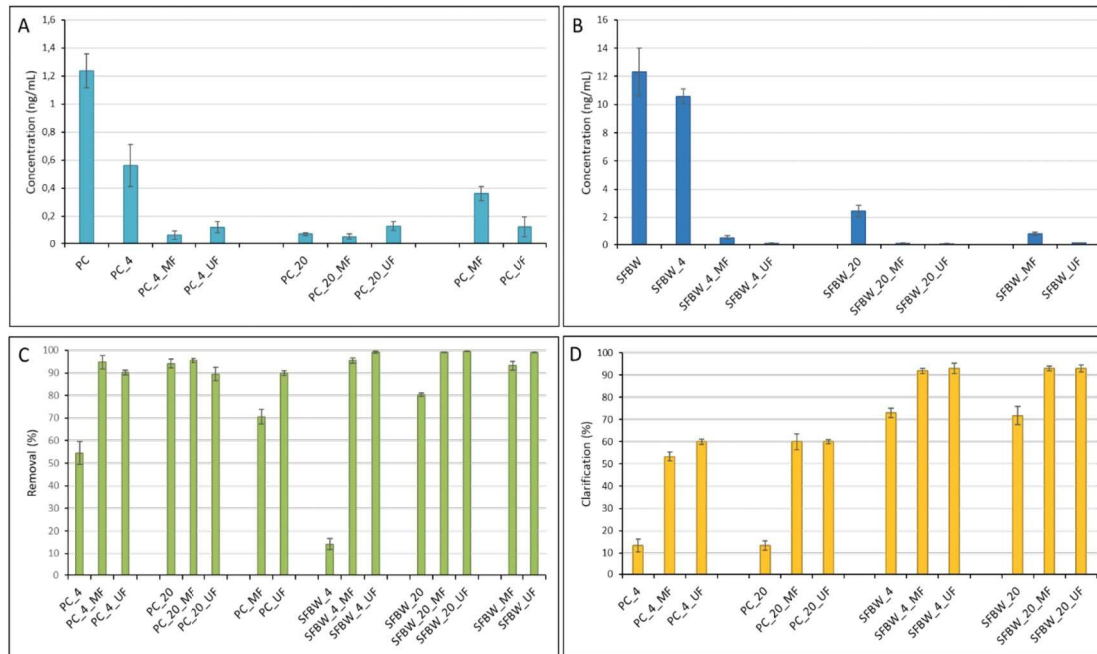 A
Concentration (ng/mL)
1,6
1,4
1,2
1
0,8
0,6
0,4
0,2
0
PC
PC_4
PC_4_MF
PC_4_UF
PC_20
PC_20_MF
PC_20_UF
PC_MF
PC_UF
B
Concentration (ng/mL)
16
14
12
10
8
6
4
2
0
SFBW
SFBW_4
SFBW_4_MF
SFBW_4_UF
SFBW_20
SFBW_20_MF
SFBW_20_UF
SFBW_MF
SFBW_UF
C
Removal (%)
100
90
80
70
60
50
40
30
20
10
0
PC_4
PC_4_MF
PC_4_UF
PC_20
PC_20_MF
PC_20_UF
PC_MF
PC_UF
SFBW_4
SFBW_4_MF
SFBW_4_UF
SFBW_20
SFBW_20_MF
SFBW_20_UF
SFBW_MF
SFBW_UF
D
Clarification (%)
100
90
80
70
60
50
40
30
20
10
0
PC_4
PC_4_MF
PC_4_UF
PC_20
PC_20_MF
PC_20_UF
SFBW_4
SFBW_4_MF
SFBW_4_UF
SFBW_20
SFBW_20_MF
SFBW_20_UF